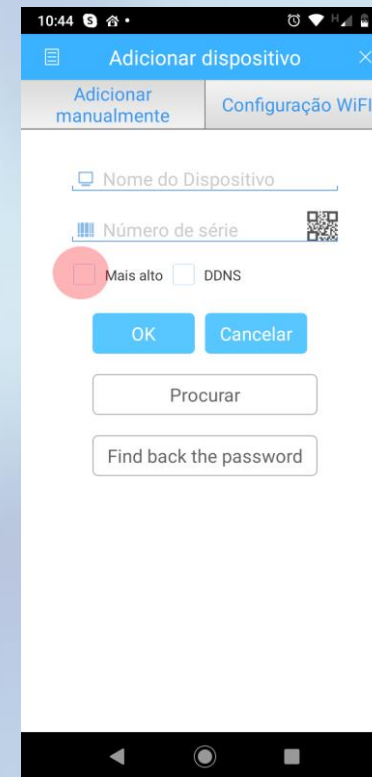 10:44
Adicionar dispositivo
Adicionar
manualmente
Configuração WiFI
Nome do Dispositivo
Número de série
Mais alto DDNS
OK Cancelar
Procurar
Find back the password